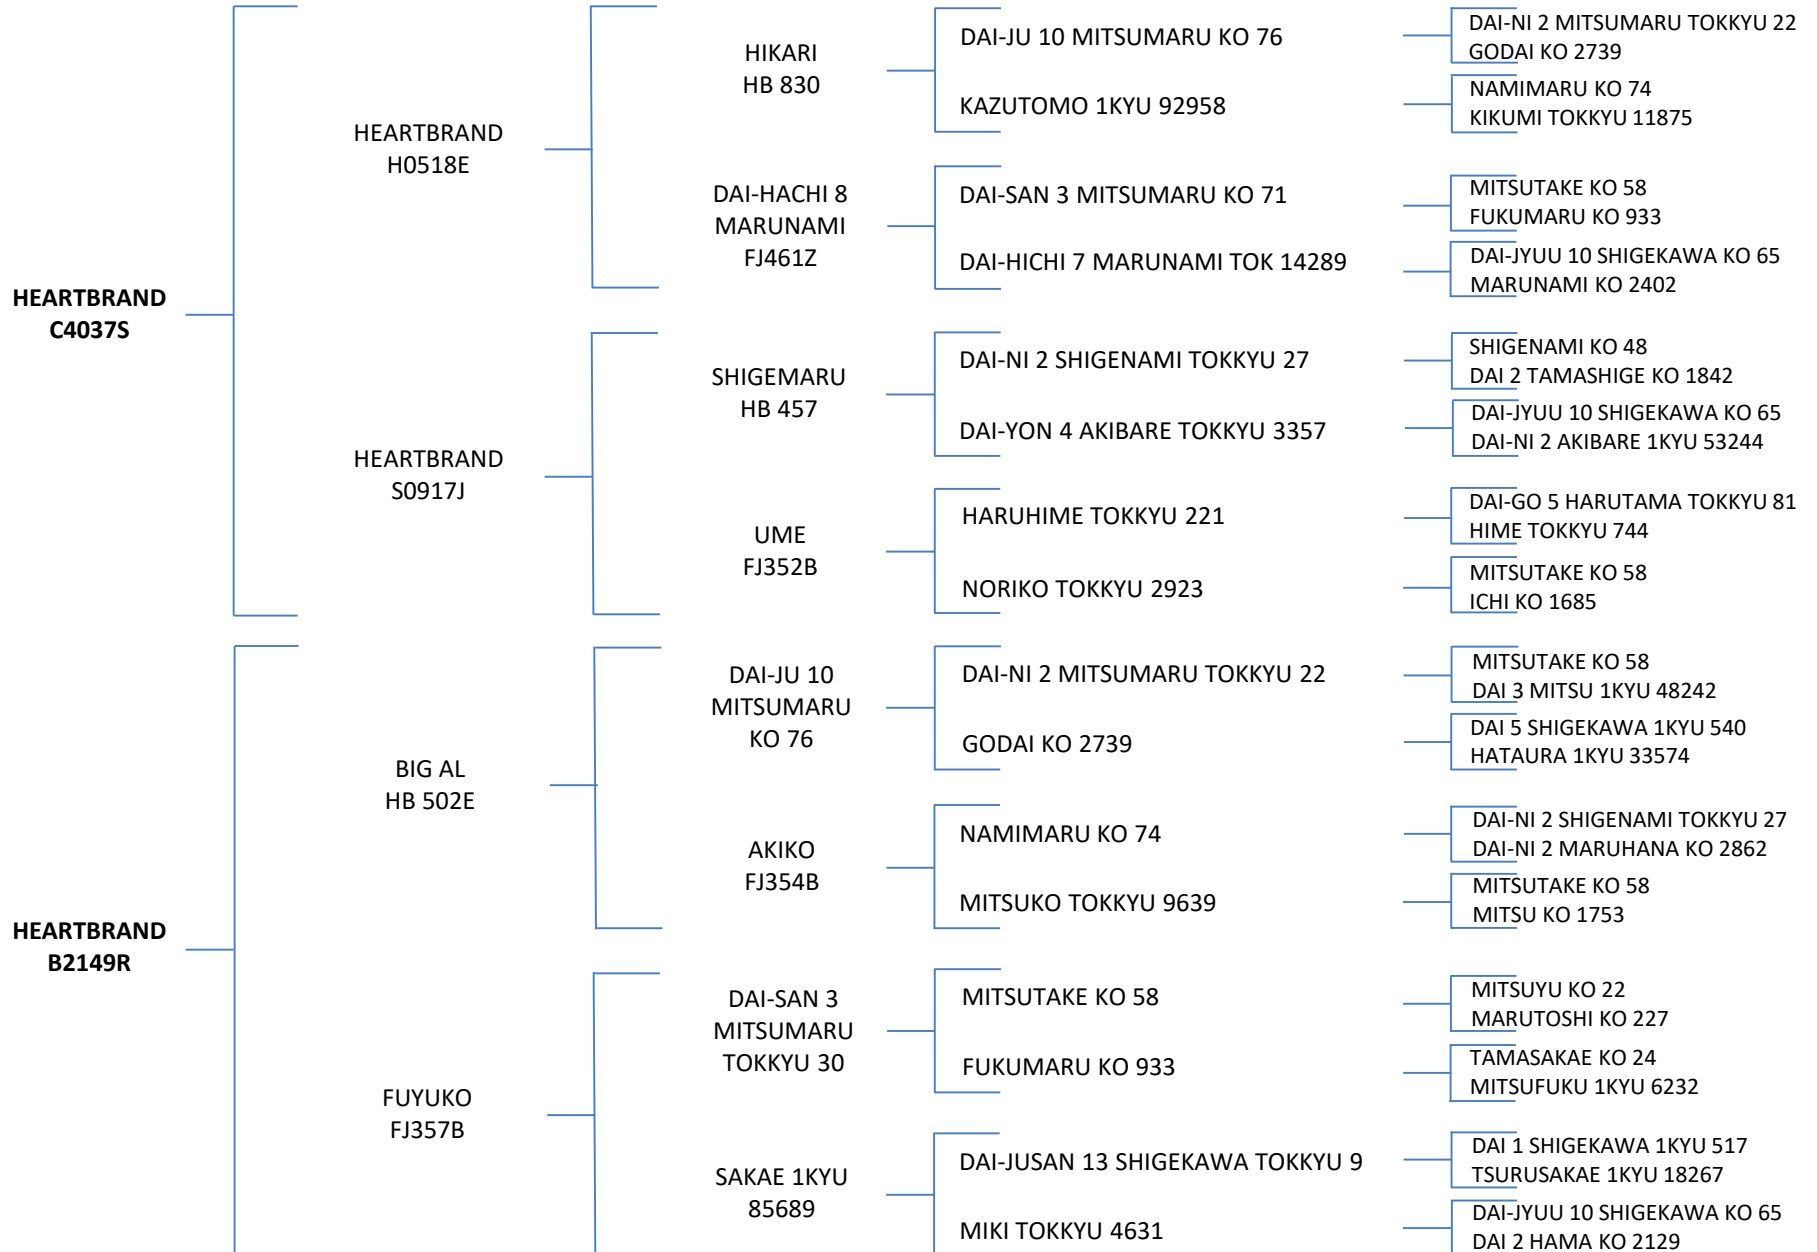 HEARTBRAND
C4037S
HEARTBRAND
H0518E
HIKARI
HB 830
DAI-JU 10 MITSUMARU KO 76
DAI-NI 2 MITSUMARU TOKKYU 22
GODAI KO 2739
KAZUTOMO 1KYU 92958
NAMIMARU KO 74
KIKUMI TOKKYU 11875
DAI-HACHI 8
MARUNAMI
FJ461Z
DAI-SAN 3 MITSUMARU KO 71
MITSUTAKE KO 58
FUKUMARU KO 933
DAI-HICHI 7 MARUNAMI TOK 14289
DAI-JYUU 10 SHIGEKAWA KO 65
MARUNAMI KO 2402
HEARTBRAND
S0917J
SHIGEMARU
HB 457
DAI-NI 2 SHIGENAMI TOKKYU 27
SHIGENAMI KO 48
DAI 2 TAMASHIGE KO 1842
DAI-YON 4 AKIBARE TOKKYU 3357
DAI-JYUU 10 SHIGEKAWA KO 65
DAI-NI 2 AKIBARE 1KYU 53244
UME
FJ352B
HARUHIME TOKKYU 221
DAI-GO 5 HARUTAMA TOKKYU 81
HIME TOKKYU 744
NORIKO TOKKYU 2923
MITSUTAKE KO 58
ICHI KO 1685
HEARTBRAND
B2149R
BIG AL
HB 502E
DAI-JU 10
MITSUMARU
KO 76
DAI-NI 2 MITSUMARU TOKKYU 22
MITSUTAKE KO 58
DAI 3 MITSU 1KYU 48242
GODAI KO 2739
DAI 5 SHIGEKAWA 1KYU 540
HATAURA 1KYU 33574
AKIKO
FJ354B
NAMIMARU KO 74
DAI-NI 2 SHIGENAMI TOKKYU 27
DAI-NI 2 MARUHANA KO 2862
MITSUKO TOKKYU 9639
MITSUTAKE KO 58
MITSU KO 1753
FUYUKO
FJ357B
DAI-SAN 3
MITSUMARU
TOKKYU 30
MITSUTAKE KO 58
MITSUYU KO 22
MARUTOSHI KO 227
FUKUMARU KO 933
TAMASAKAE KO 24
MITSUFUKU 1KYU 6232
SAKAE 1KYU
85689
DAI-JUSAN 13 SHIGEKAWA TOKKYU 9
DAI 1 SHIGEKAWA 1KYU 517
TSURUSAKAE 1KYU 18267
MIKI TOKKYU 4631
DAI-JYUU 10 SHIGEKAWA KO 65
DAI 2 HAMA KO 2129